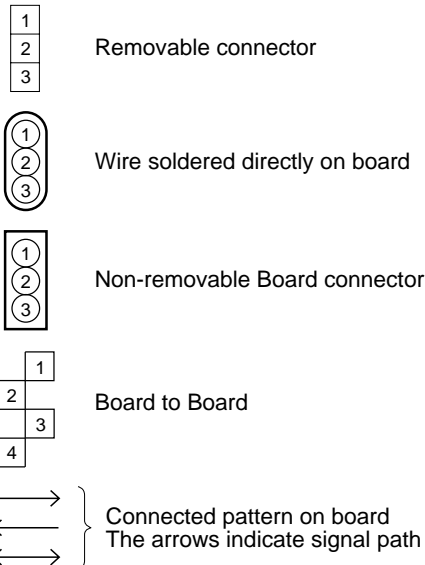 1
2
3
Removable connector
1
2
3
Wire soldered directly on board
1
2
3
Non-removable Board connector
1
2
3
4
Board to Board
Connected pattern on board
The arrows indicate signal path